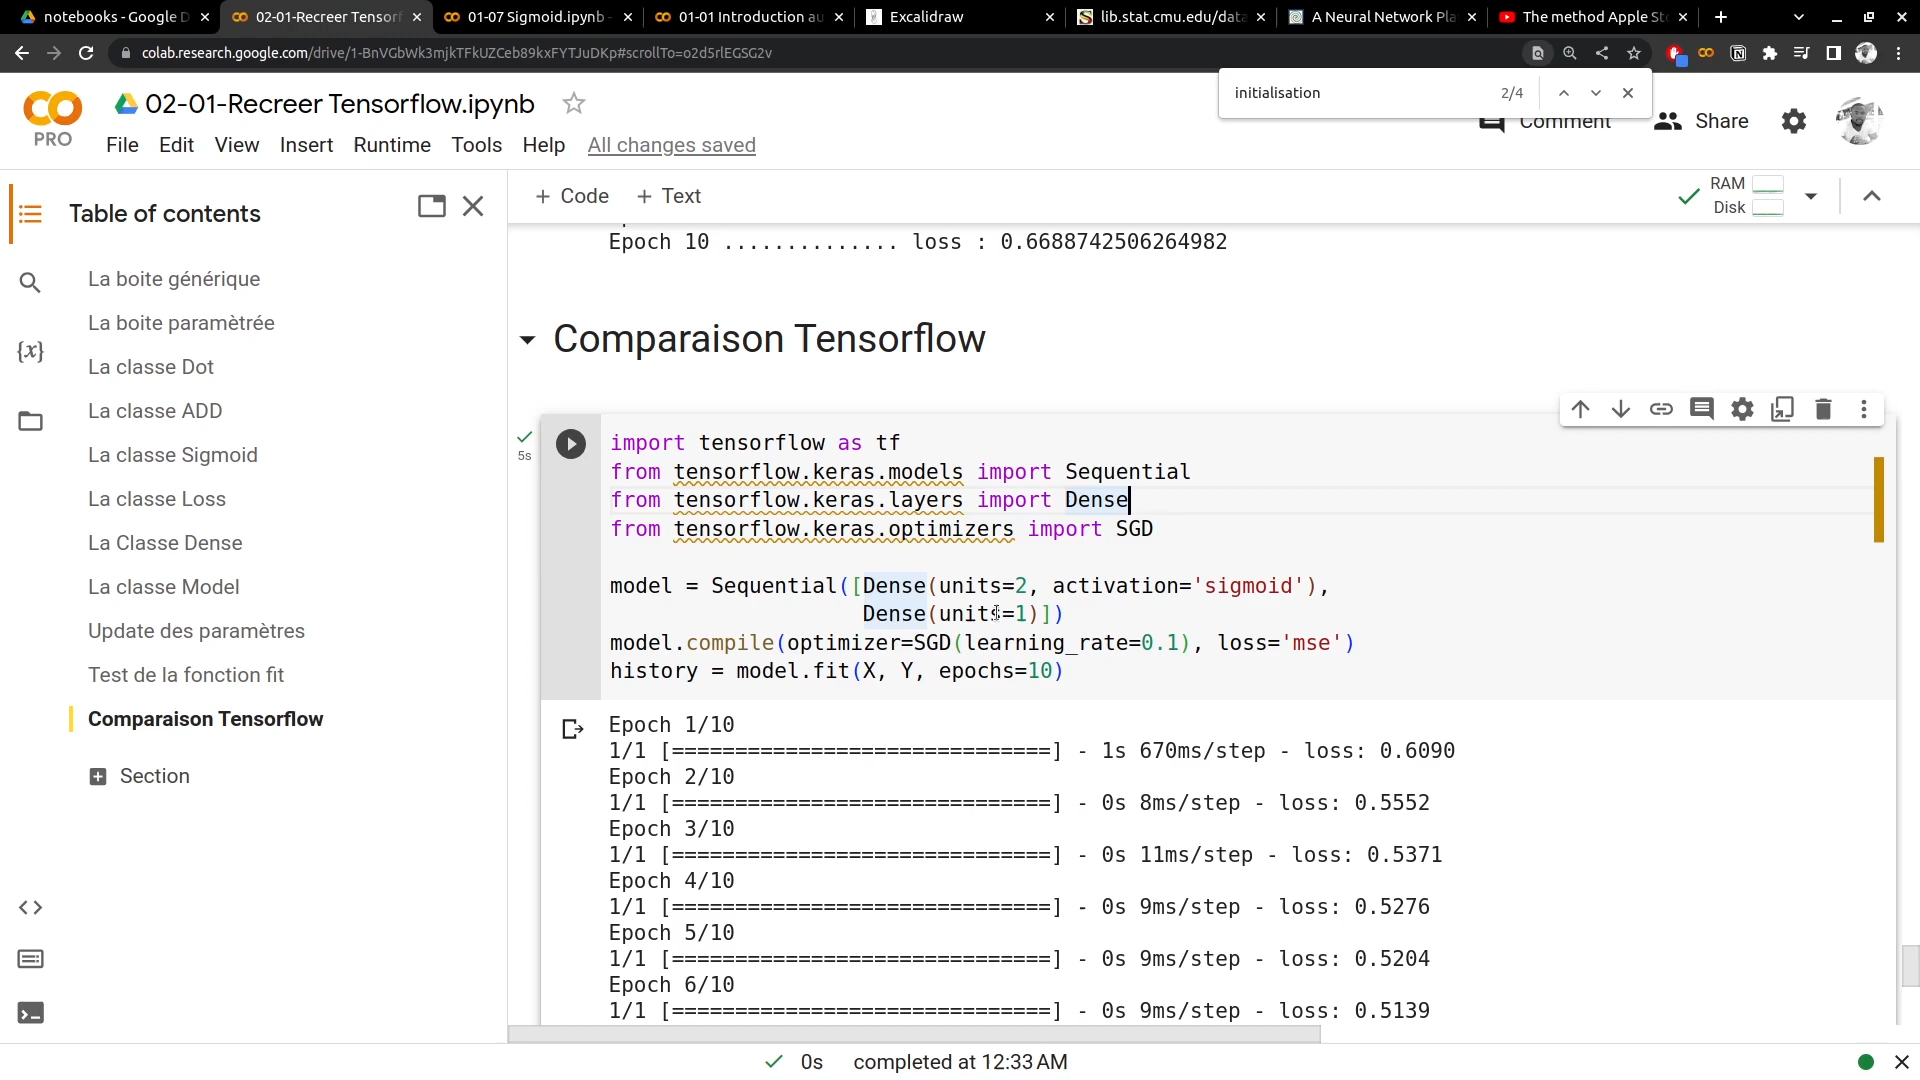 notebooks - Google D
02-01-Recreer Tensorf
01-07 Sigmoid.ipynb -
01-01 Introduction au
Excalidraw
lib.stat.cmu.edu/data
A Neural Network Pla
The method Apple Sto
colab.research.google.com/drive/1-BnVGbWk3mjkTFkUZCeb89kxFYTJuDKp#scrollTo=o2d5rlEGSG2v
initialisation 2/4
PRO
02-01-Recreer Tensorflow.ipynb
File Edit View Insert Runtime Tools Help All changes saved
Comment
Share
Table of contents
La boite générique
La boite paramètrée
La classe Dot
La classe ADD
La classe Sigmoid
La classe Loss
La Classe Dense
La classe Model
Update des paramètres
Test de la fonction fit
Comparaison Tensorflow
Section
{x}
+ Code + Text
RAM
Disk
Epoch 10 .............. loss : 0.6688742506264982
Comparaison Tensorflow
5s
import tensorflow as tf
from tensorflow.keras.models import Sequential
from tensorflow.keras.layers import Dense
from tensorflow.keras.optimizers import SGD
model = Sequential([Dense(units=2, activation='sigmoid'),
Dense(units=1)])
model.compile(optimizer=SGD(learning_rate=0.1), loss='mse')
history = model.fit(X, Y, epochs=10)
Epoch 1/10
1/1 [==============================] - 1s 670ms/step - loss: 0.6090
Epoch 2/10
1/1 [==============================] - 0s 8ms/step - loss: 0.5552
Epoch 3/10
1/1 [==============================] - 0s 11ms/step - loss: 0.5371
Epoch 4/10
1/1 [==============================] - 0s 9ms/step - loss: 0.5276
Epoch 5/10
1/1 [==============================] - 0s 9ms/step - loss: 0.5204
Epoch 6/10
1/1 [==============================] - 0s 9ms/step - loss: 0.5139
0s completed at 12:33 AM